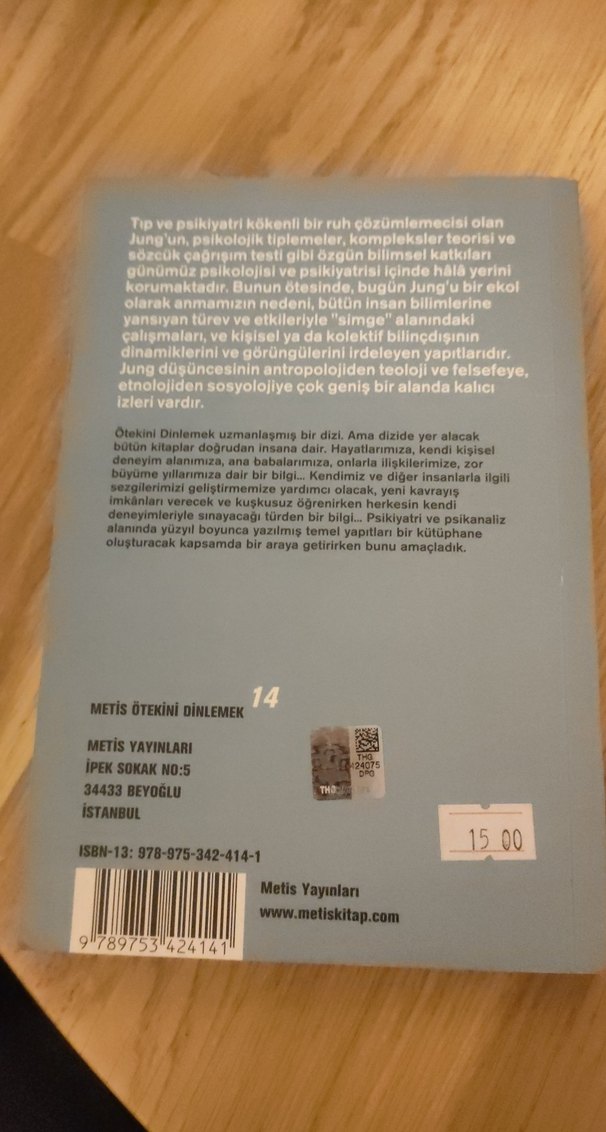 Tıp ve psikiyatri kökenli bir ruh çözümlemecisi olan
Jung'un, psikolojik tiplemeler, kompleksler teorisi ve
sözcük çağrışım testi gibi özgün bilimsel katkıları
günümüz psikolojisi ve psikiyatrisi içinde hâlâ yerini
korumaktadır. Bunun ötesinde, bugün Jung'u bir ekol
olarak anmamızın nedeni, bütün insan bilimlerine
yansıyan türev ve etkileriyle "simge" alanındaki
çalışmaları, ve kişisel ya da kolektif bilinçdışının
dinamiklerini ve görüngülerini irdeleyen yapıtlarıdır.
Jung düşüncesinin antropolojiden teoloji ve felsefeye,
etnolojiden sosyolojiye çok geniş bir alanda kalıcı
izleri vardır.
Ötekini Dinlemek uzmanlaşmış bir dizi. Ama dizide yer alacak
bütün kitaplar doğrudan insana dair. Hayatlarımıza, kendi kişisel
deneyim alanımıza, ana babalarımıza, onlarla ilişkilerimize, zor
büyüme yıllarımıza dair bir bilgi... Kendimiz ve diğer insanlarla ilgili
sezgilerimizi geliştirmemize yardımcı olacak, yeni kavrayış
imkânları verecek ve kuşkusuz öğrenirken herkesin kendi
deneyimleriyle sınayacağı türden bir bilgi... Psikiyatri ve psikanaliz
alanında yüzyıl boyunca yazılmış temel yapıtları bir kütüphane
oluşturacak kapsamda bir araya getirirken bunu amaçladık.
METİS ÖTEKİNİ DİNLEMEK 14
METİS YAYINLARI
İPEK SOKAK NO:5
34433 BEYOĞLU
İSTANBUL
THG
424075
DPG
15 00
ISBN-13: 978-975-342-414-1
Metis Yayınları
www.metiskitap.com
9 789753 424141